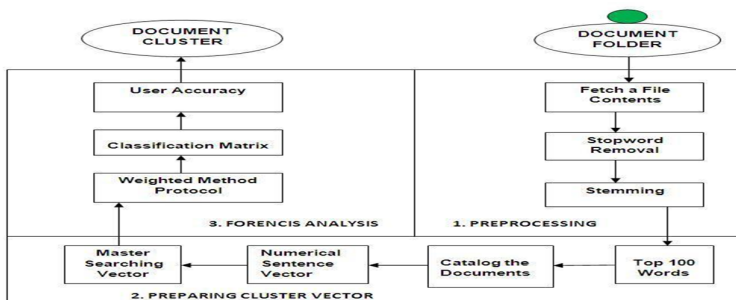 DOCUMENT
CLUSTER
DOCUMENT
FOLDER
User Accuracy
Fetch a File
Contents
Classification Matrix
Stopword
Removal
Weighted Method
Protocol
Stemming
3. FORENCIS ANALYSIS
1. PREPROCESSING
Master
Searching
Vector
Numerical
Sentence
Vector
Catalog the
Documents
Top 100
Words
2. PREPARING CLUSTER VECTOR